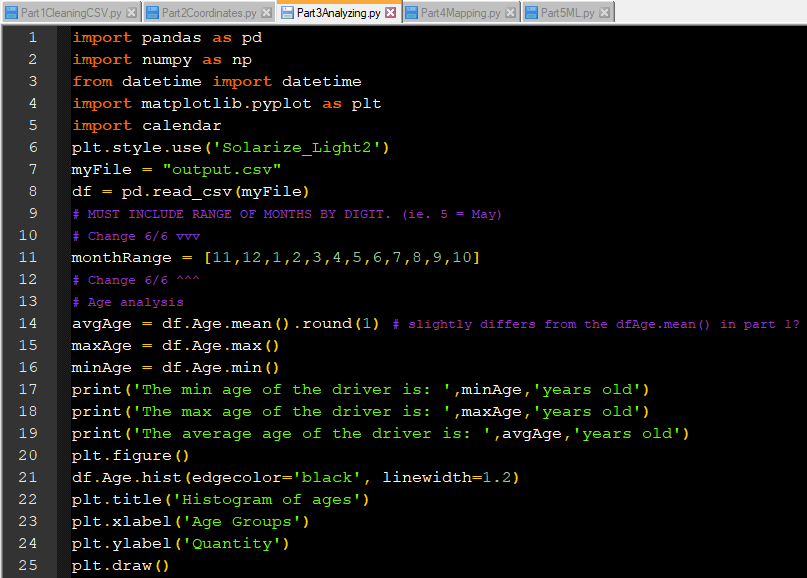 Part1CleaningCSV.py Part2Coordinates.py Part3Analyzing.py Part4Mapping.py Part5ML.py
1 import pandas as pd
2 import numpy as np
3 from datetime import datetime
4 import matplotlib.pyplot as plt
5 import calendar
6 plt.style.use('Solarize_Light2')
7 myFile = "output.csv"
8 df = pd.read_csv(myFile)
9 # MUST INCLUDE RANGE OF MONTHS BY DIGIT. (ie. 5 = May)
10 # Change 6/6 vvv
11 monthRange = [11,12,1,2,3,4,5,6,7,8,9,10]
12 # Change 6/6 ^^^
13 # Age analysis
14 avgAge = df.Age.mean().round(1) # slightly differs from the dfAge.mean() in part 1?
15 maxAge = df.Age.max()
16 minAge = df.Age.min()
17 print('The min age of the driver is: ',minAge,'years old')
18 print('The max age of the driver is: ',maxAge,'years old')
19 print('The average age of the driver is: ',avgAge,'years old')
20 plt.figure()
21 df.Age.hist(edgecolor='black', linewidth=1.2)
22 plt.title('Histogram of ages')
23 plt.xlabel('Age Groups')
24 plt.ylabel('Quantity')
25 plt.draw()